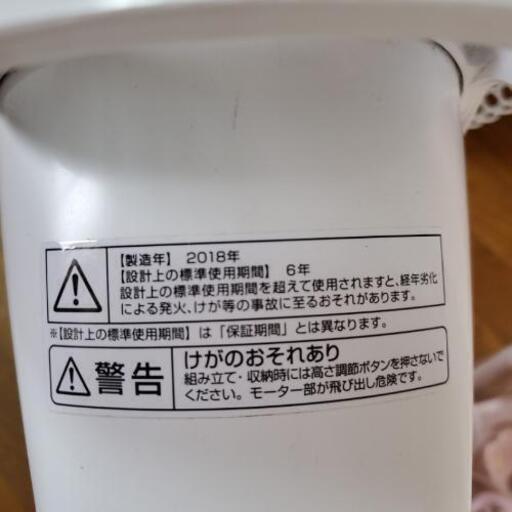 【製造年】 2018年
【設計上の標準使用期間】 6年
設計上の標準使用期間を超えて使用されますと、経年劣化
による発火、けが等の事故に至るおそれがあります。
※【設計上の標準使用期間】は「保証期間」とは異なります。
警告
けがのおそれあり
組み立て・収納時には高さ調節ボタンを押さないで
ください。モーター部が飛び出し危険です。